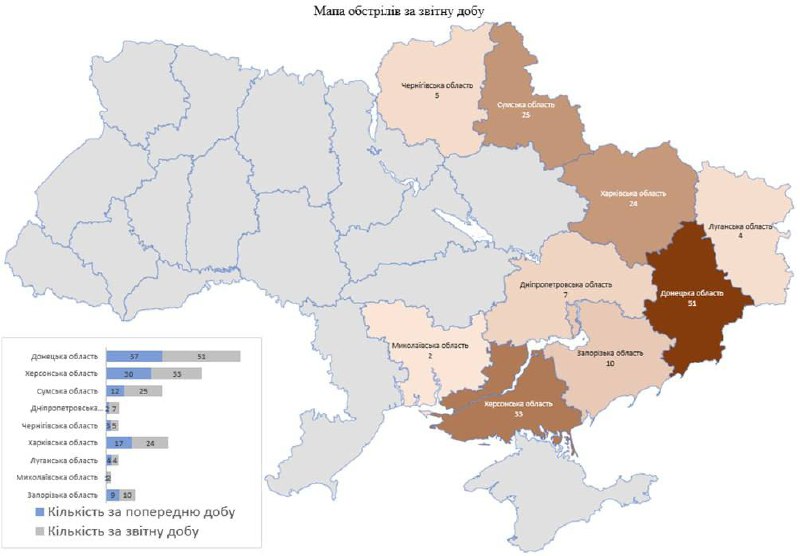 Мапа обстрілів за звітну добу
Чернігівська область
5
Сумська область
25
Харківська область
24
Луганська область
4
Дніпропетровська область
7
Донецька область
51
Миколаївська область
2
Запорізька область
10
Херсонська область
33
Донецька область 57 51
Херсонська область 30 33
Сумська область 12 25
Дніпропетровська... 2 7
Чернігівська область 5 5
Харківська область 17 24
Луганська область 4 4
Миколаївська область
Запорізька область 9 10
Кількість за попередню добу
Кількість за звітну добу